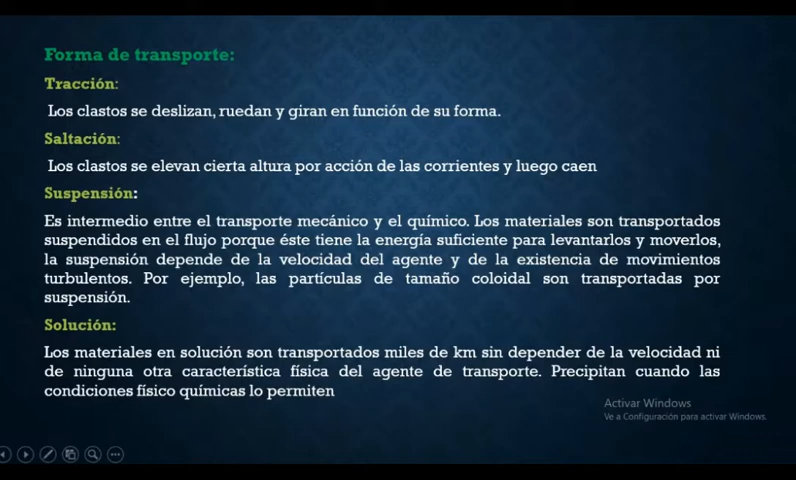 Forma de transporte:
Tracción:
Los clastos se deslizan, ruedan y giran en función de su forma.
Saltación:
Los clastos se elevan cierta altura por acción de las corrientes y luego caen
Suspensión:
Es intermedio entre el transporte mecánico y el químico. Los materiales son transportados
suspendidos en el flujo porque éste tiene la energía suficiente para levantarlos y moverlos,
la suspensión depende de la velocidad del agente y de la existencia de movimientos
turbulentos. Por ejemplo, las partículas de tamaño coloidal son transportadas por
suspensión.
Solución:
Los materiales en solución son transportados miles de km sin depender de la velocidad ni
de ninguna otra característica física del agente de transporte. Precipitan cuando las
condiciones físico químicas lo permiten
Activar Windows
Ve a Configuración para activar Windows.